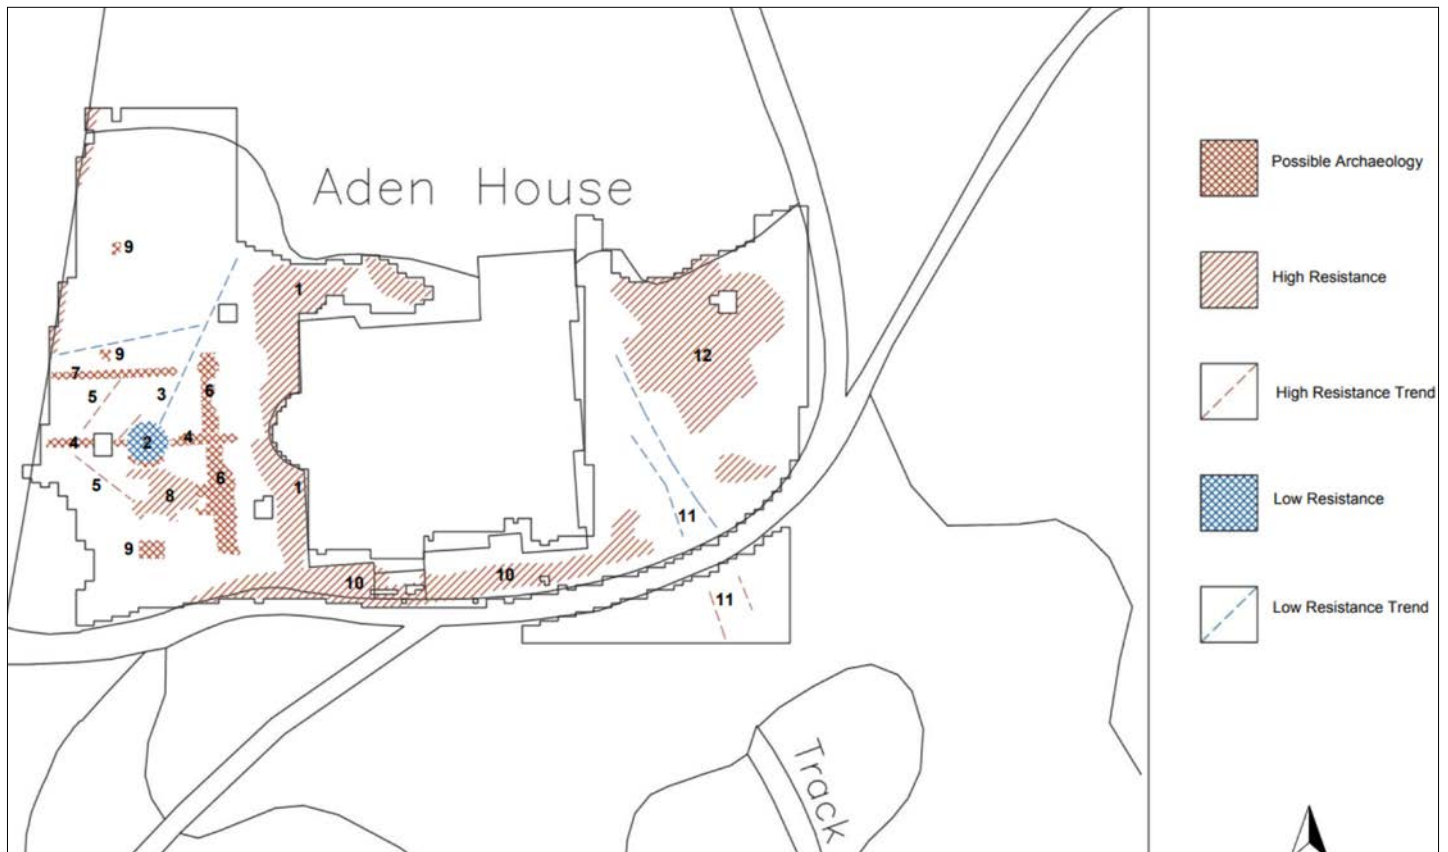 Aden House
Possible Archaeology
9
High Resistance
1
12
9
7
5
3
6
High Resistance Trend
4
2
4
5
6
8
1
Low Resistance
11
9
10
10
11
Low Resistance Trend
Track